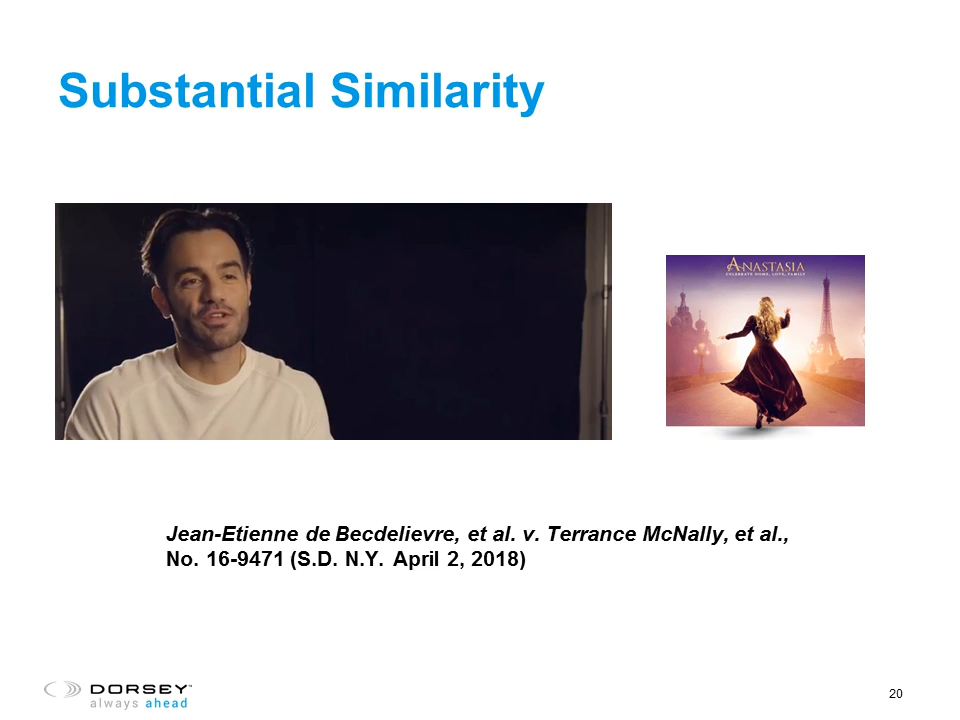 Substantial Similarity
ANASTASIA
CELEBRATE HOME, LOVE, FAMILY
Jean-Etienne de Becdelievre, et al. v. Terrance McNally, et al.,
No. 16-9471 (S.D. N.Y. April 2, 2018)
DORSEY™
always ahead
20